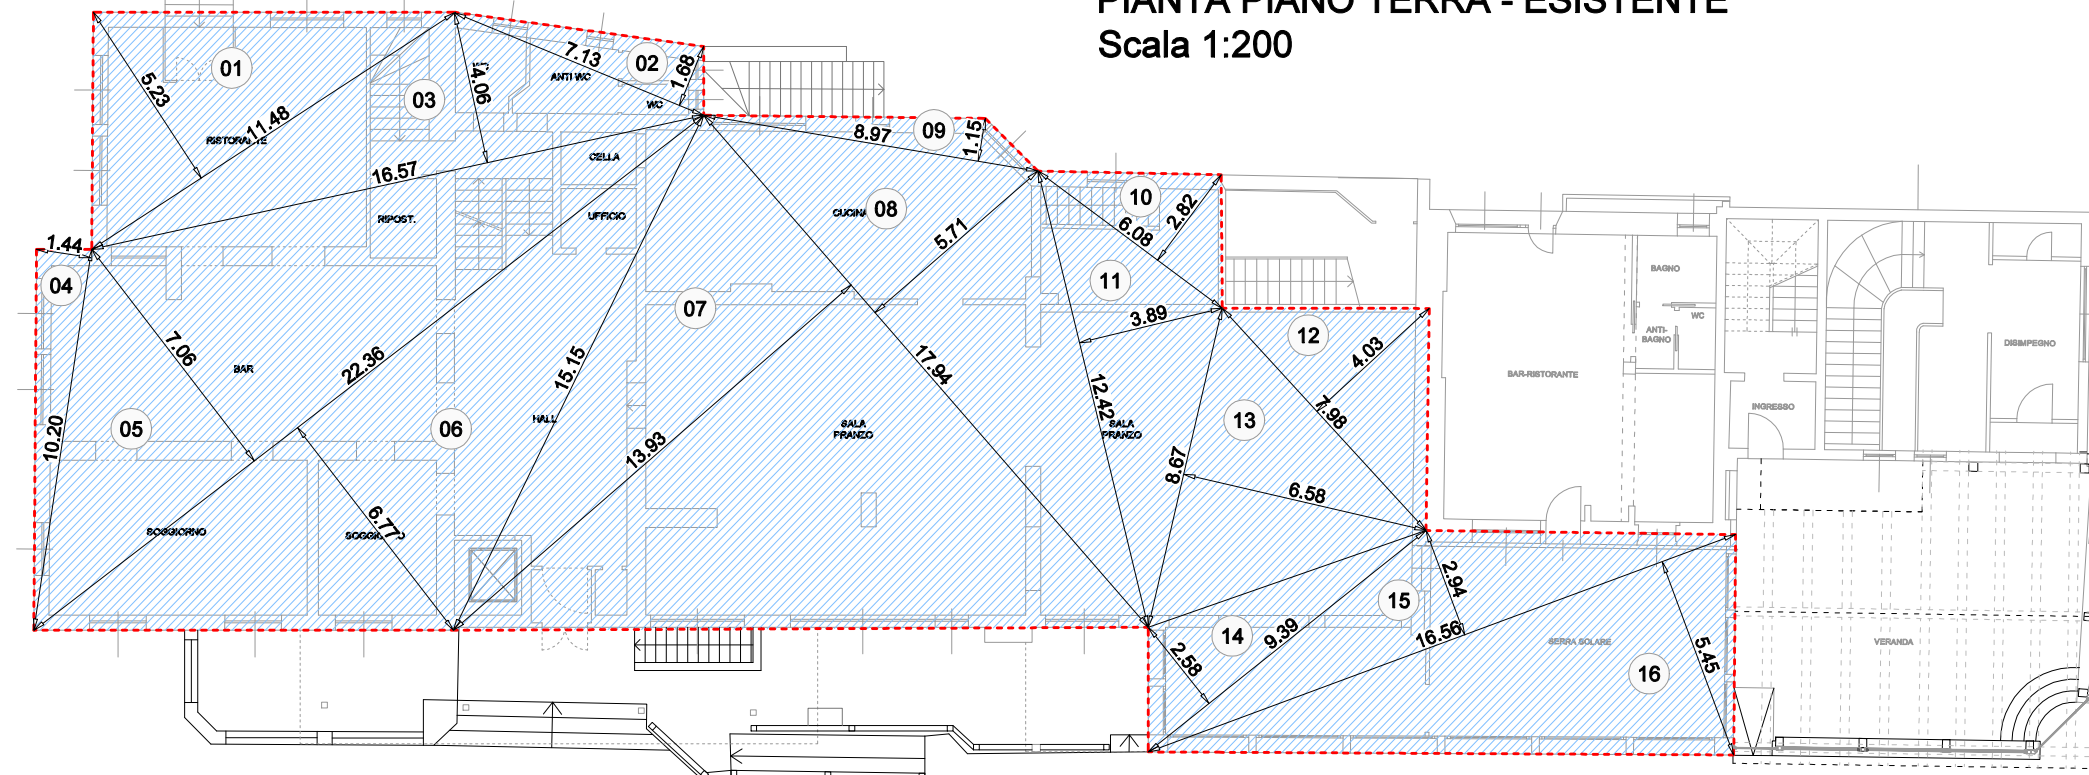 PIANTA PIANO TERRA - ESISTENTE
Scala 1:200
01
02
03
7.13
1.68
ANTI WC
WC
5.23
4.06
11.48
RISTORANTE
16.57
CELLA
RIPOST.
UFFICIO
09
8.97
1.15
08
CUCINA
5.71
10
2.82
6.08
11
3.89
1.44
04
07
12
4.03
7.06
BAR
22.36
15.15
17.94
12.42
7.98
05
06
HALL
10.20
13.93
SALA
PRANZO
SALA
PRANZO
13
8.67
6.58
SOGGIORNO
6.77
2.94
15
14
2.58
9.39
16.56
SERRA SOLARE
16
5.45
BAGNO
WC
ANTI-
BAGNO
BAR-RISTORANTE
INGRESSO
DISIMPEGNO
VERANDA